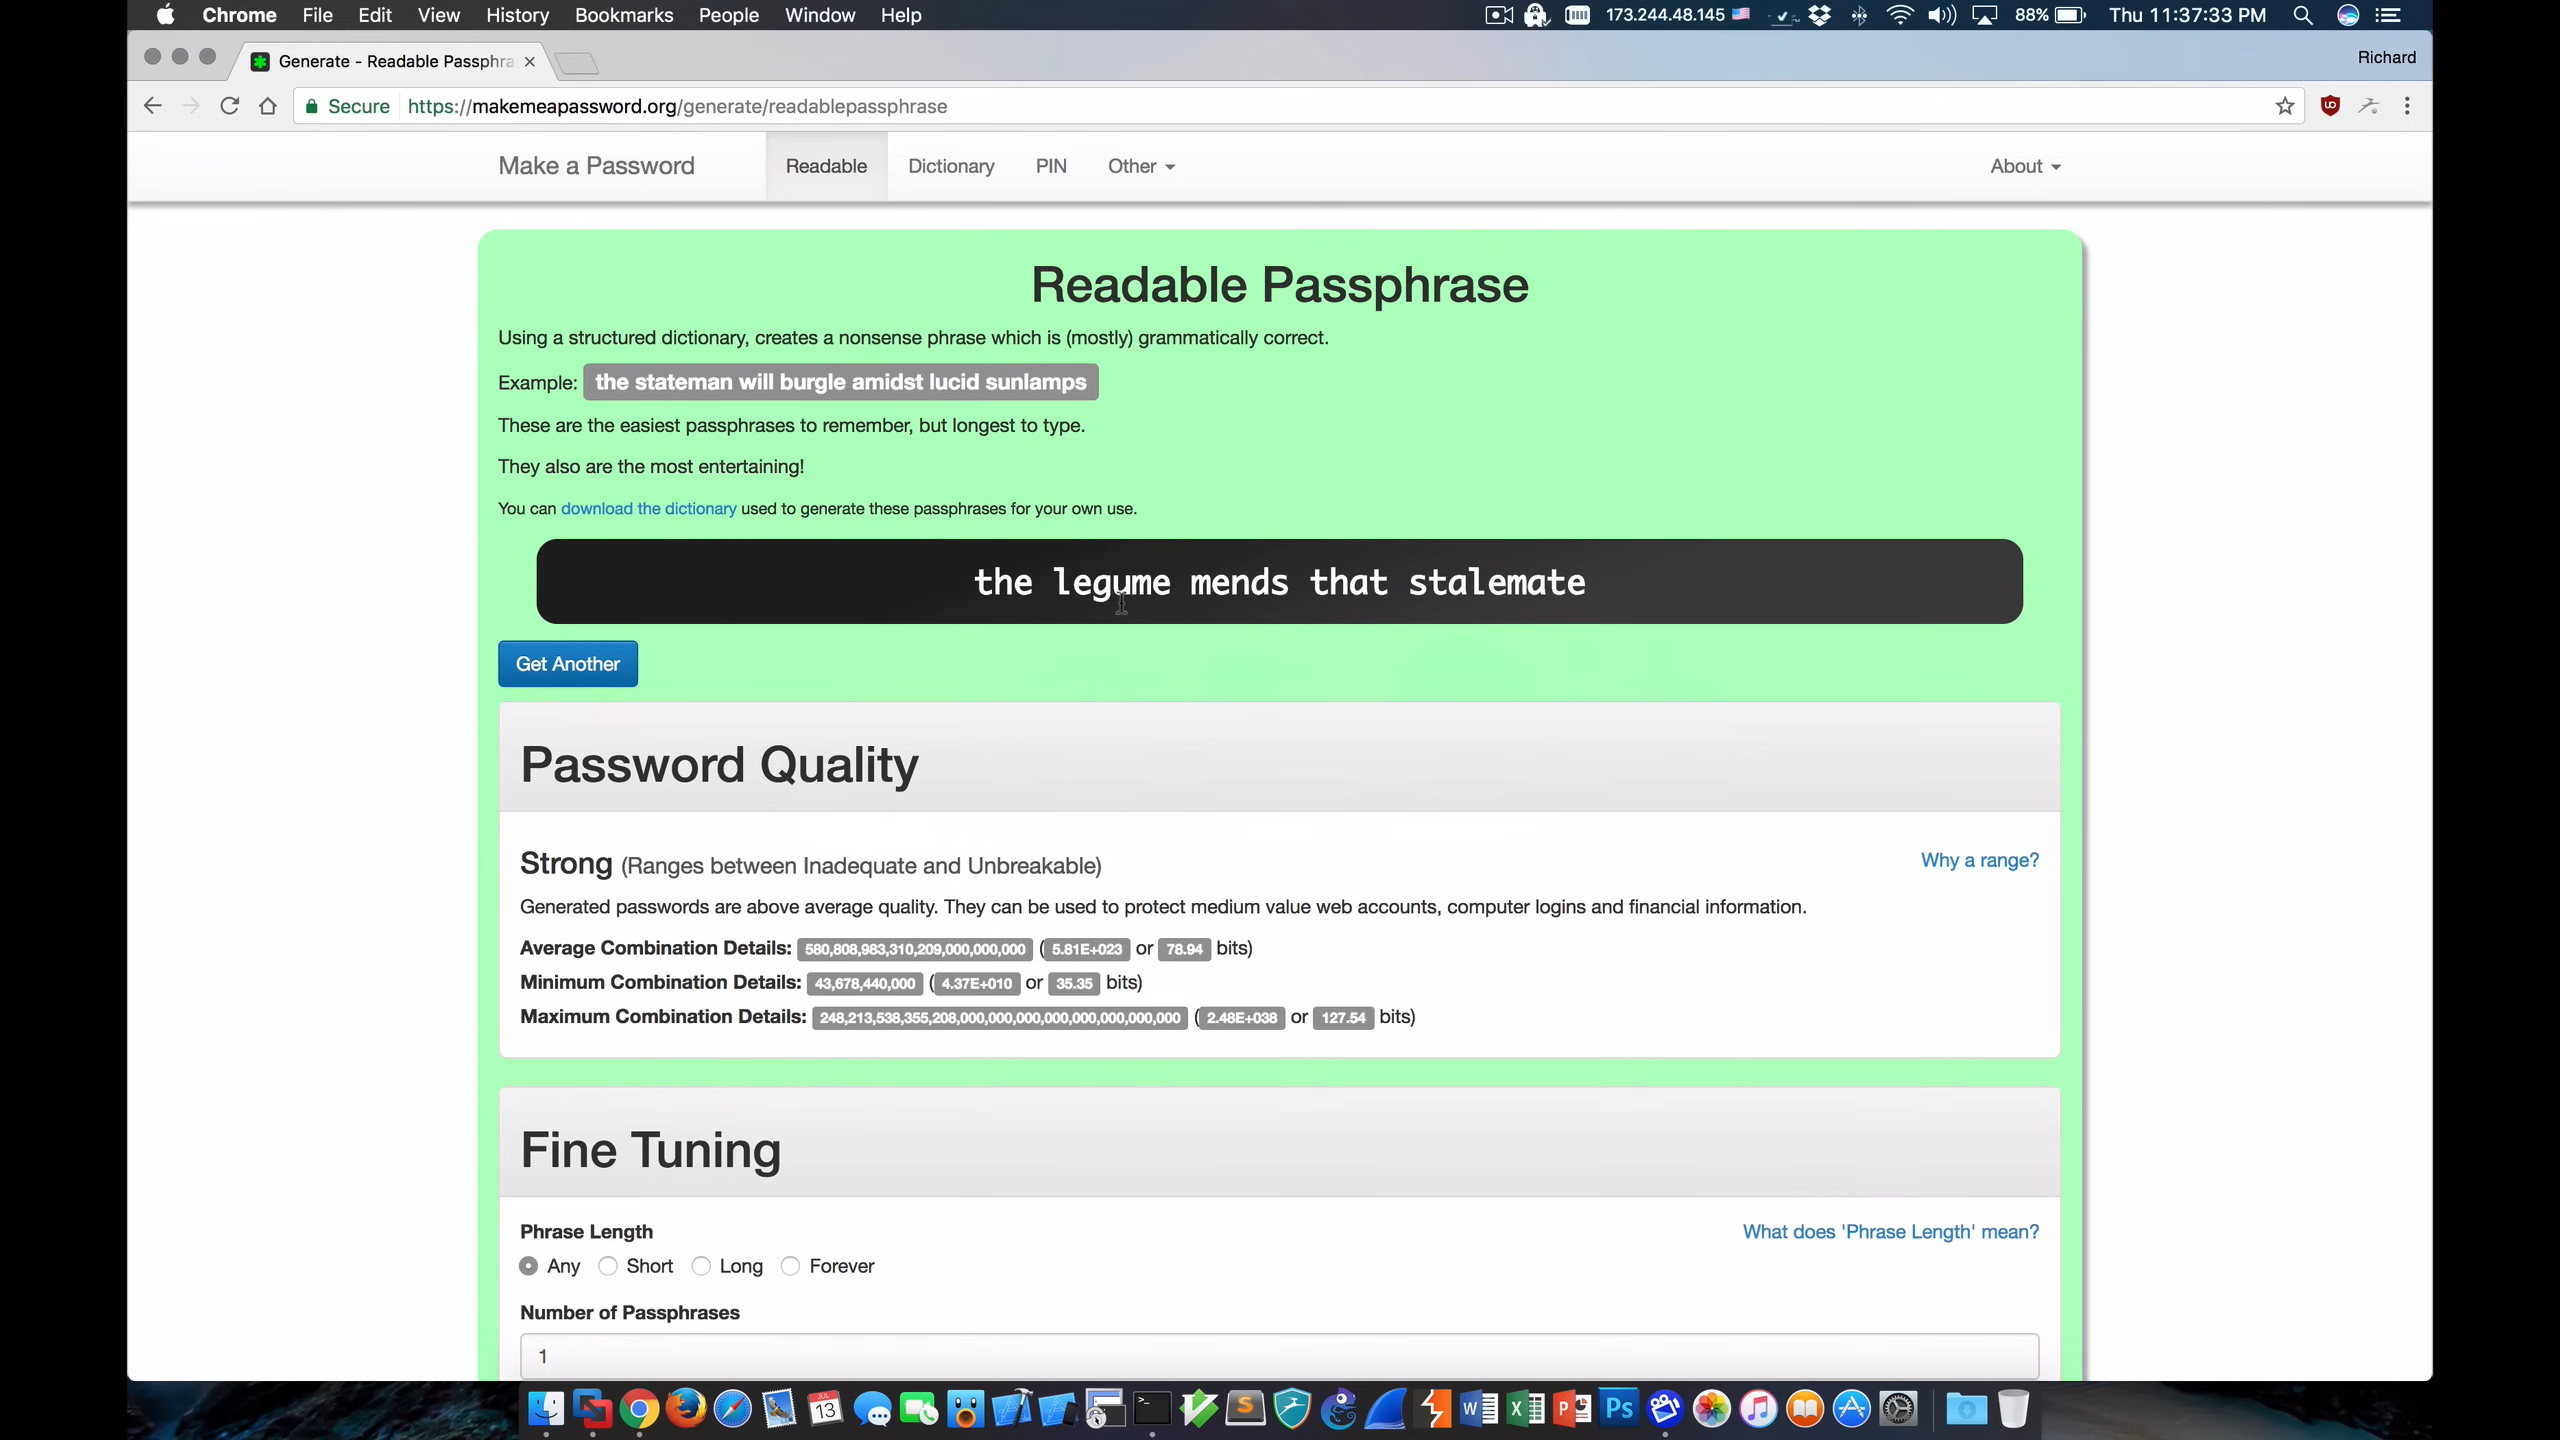 Chrome File Edit View History Bookmarks People Window Help 173.244.48.145 88% Thu 11:37:33 PM
Generate - Readable Passphra Richard
Secure https://makemeapassword.org/generate/readablepassphrase
Make a Password Readable Dictionary PIN Other About
Readable Passphrase
Using a structured dictionary, creates a nonsense phrase which is (mostly) grammatically correct.
Example: the stateman will burgle amidst lucid sunlamps
These are the easiest passphrases to remember, but longest to type.
They also are the most entertaining!
You can download the dictionary used to generate these passphrases for your own use.
the legume mends that stalemate
Get Another
Password Quality
Strong (Ranges between Inadequate and Unbreakable) Why a range?
Generated passwords are above average quality. They can be used to protect medium value web accounts, computer logins and financial information.
Average Combination Details: 580,808,983,310,209,000,000,000 (5.81E+023 or 78.94 bits)
Minimum Combination Details: 43,678,440,000 (4.37E+010 or 35.35 bits)
Maximum Combination Details: 248,213,538,355,208,000,000,000,000,000,000,000,000 (2.48E+038 or 127.54 bits)
Fine Tuning
Phrase Length What does 'Phrase Length' mean?
Any Short Long Forever
Number of Passphrases
1
JUL
13
W X P Ps